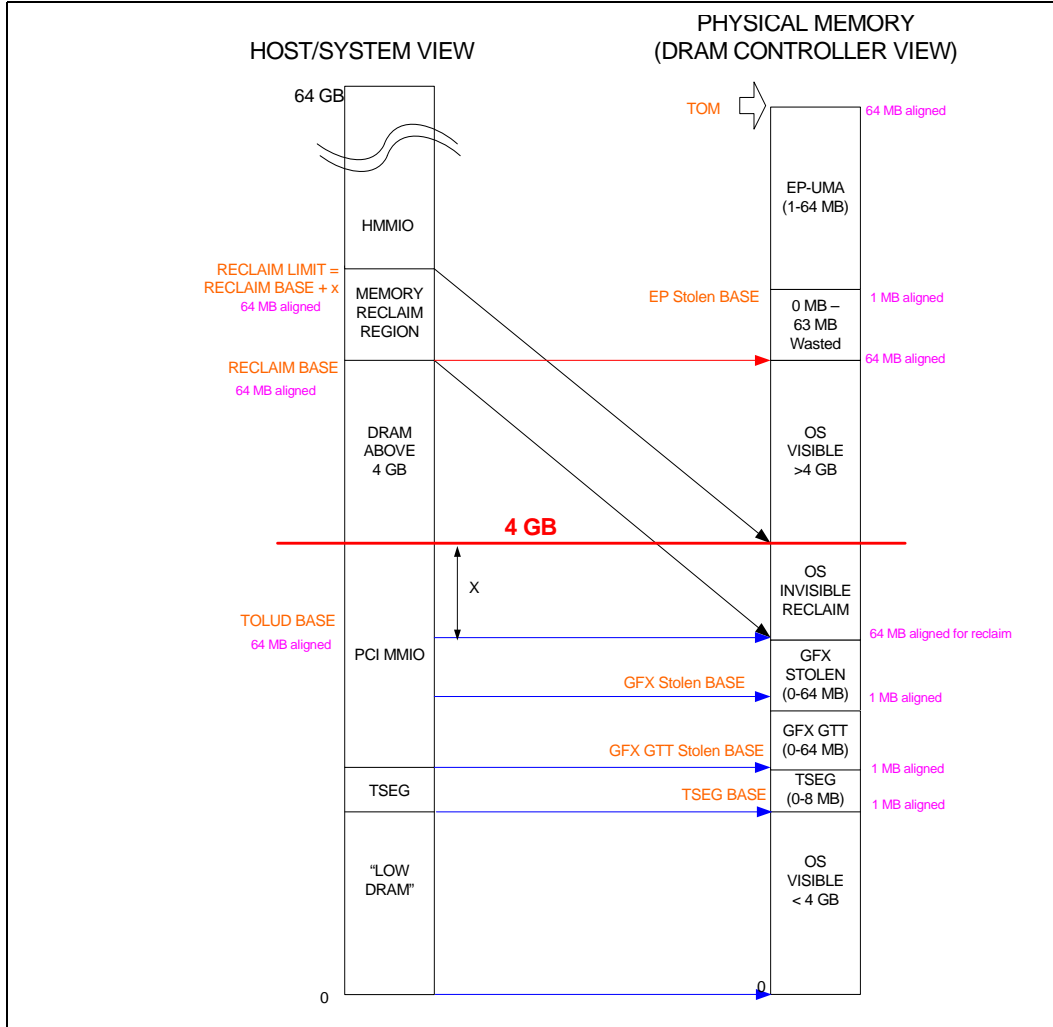 HOST/SYSTEM VIEW
PHYSICAL MEMORY
(DRAM CONTROLLER VIEW)
64 GB
TOM
64 MB aligned
EP-UMA
(1-64 MB)
HMMIO
RECLAIM LIMIT =
RECLAIM BASE + x
64 MB aligned
MEMORY
RECLAIM
REGION
EP Stolen BASE
1 MB aligned
0 MB –
63 MB
Wasted
RECLAIM BASE
64 MB aligned
64 MB aligned
DRAM
ABOVE
4 GB
OS
VISIBLE
>4 GB
4 GB
X
OS
INVISIBLE
RECLAIM
TOLUD BASE
64 MB aligned
64 MB aligned for reclaim
PCI MMIO
GFX
STOLEN
(0-64 MB)
GFX Stolen BASE
1 MB aligned
GFX GTT
(0-64 MB)
GFX GTT Stolen BASE
1 MB aligned
TSEG
TSEG
(0-8 MB)
TSEG BASE
1 MB aligned
“LOW
DRAM”
OS
VISIBLE
< 4 GB
0
0